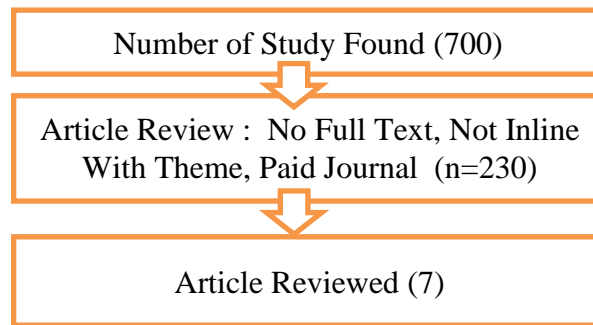 Number of Study Found (700)
Article Review : No Full Text, Not Inline
With Theme, Paid Journal (n=230)
Article Reviewed (7)